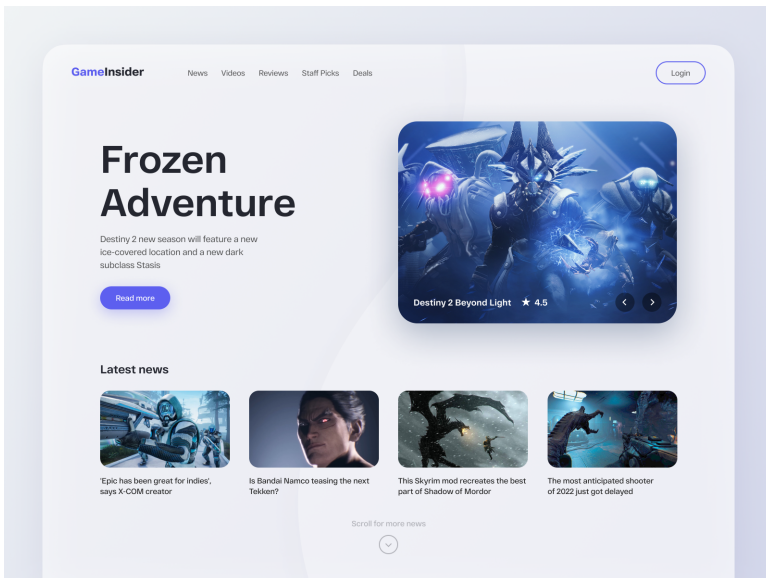 GameInsider
News Videos Reviews Staff Picks Deals
Login
Frozen
Adventure
Destiny 2 new season will feature a new
ice-covered location and a new dark
subclass Stasis
Read more
Destiny 2 Beyond Light ★ 4.5
Latest news
'Epic has been great for indies',
says X-COM creator
Is Bandai Namco teasing the next
Tekken?
This Skyrim mod recreates the best
part of Shadow of Mordor
The most anticipated shooter
of 2022 just got delayed
Scroll for more news